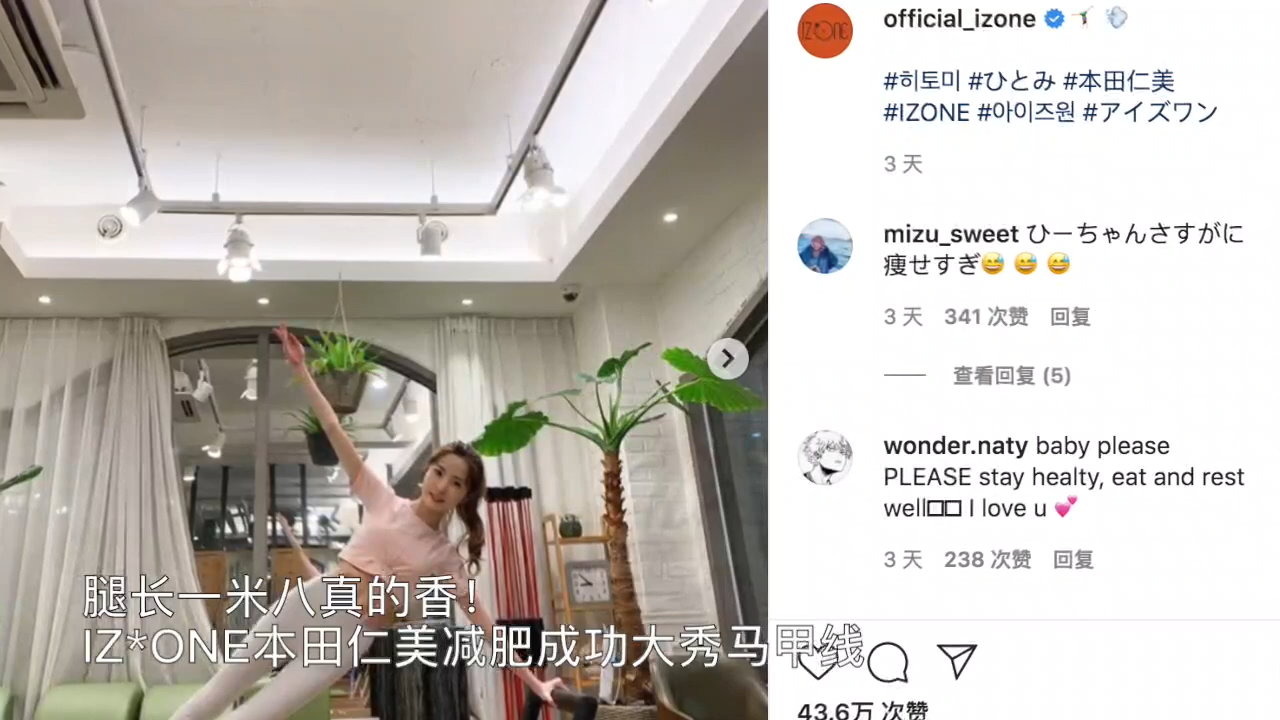 official_izone
IZ*ONE
#히토미 #ひとみ #本田仁美
#IZONE #아이즈원 #アイズワン
3 天
mizu_sweet ひーちゃんさすがに
痩せすぎ😅 😅 😅
3 天 341 次赞 回复
查看回复 (5)
wonder.naty baby please
PLEASE stay healty, eat and rest
well I love u 💕
3 天 238 次赞 回复
43.6万 次赞
腿长一米八真的香！
IZ*ONE本田仁美减肥成功大秀马甲线